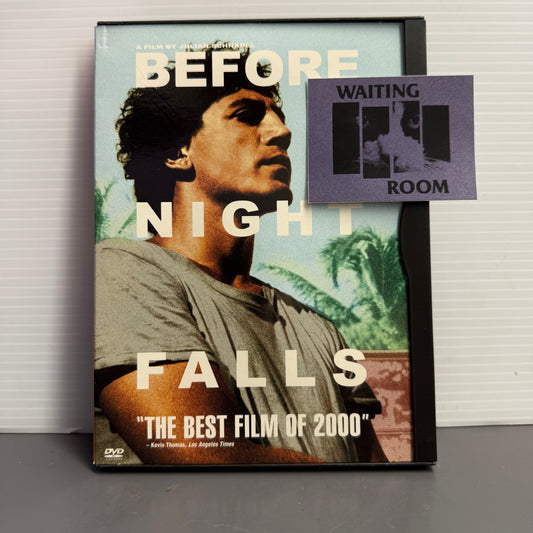 A FILM BY JULIAN SCHNABEL
BEFORE
NIGHT
FALLS
"THE BEST FILM OF 2000"
– Kevin Thomas, Los Angeles Times
DVD
WAITING
ROOM